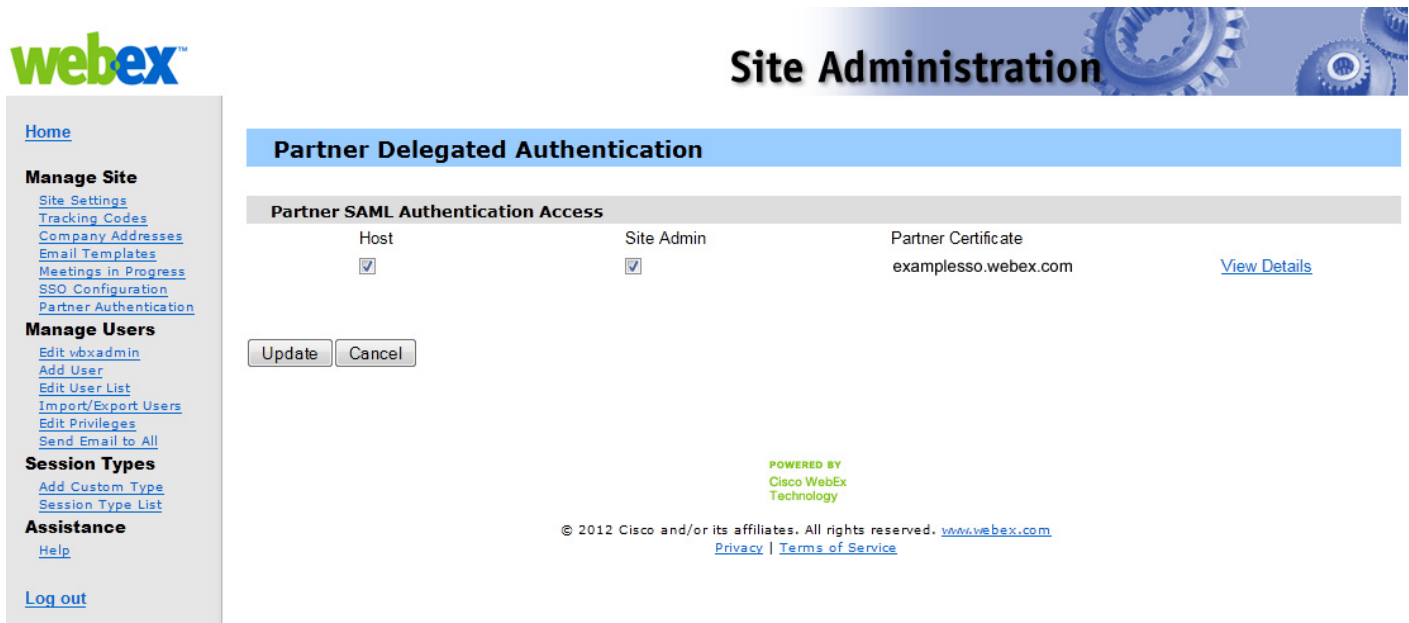 webex™
Site Administration
Home
Manage Site
Site Settings
Tracking Codes
Company Addresses
Email Templates
Meetings in Progress
SSO Configuration
Partner Authentication
Manage Users
Edit wbxadmin
Add User
Edit User List
Import/Export Users
Edit Privileges
Send Email to All
Session Types
Add Custom Type
Session Type List
Assistance
Help
Log out
Partner Delegated Authentication
Partner SAML Authentication Access
Host Site Admin Partner Certificate
examplesso.webex.com View Details
Update Cancel
POWERED BY
Cisco WebEx
Technology
© 2012 Cisco and/or its affiliates. All rights reserved. www.webex.com
Privacy | Terms of Service